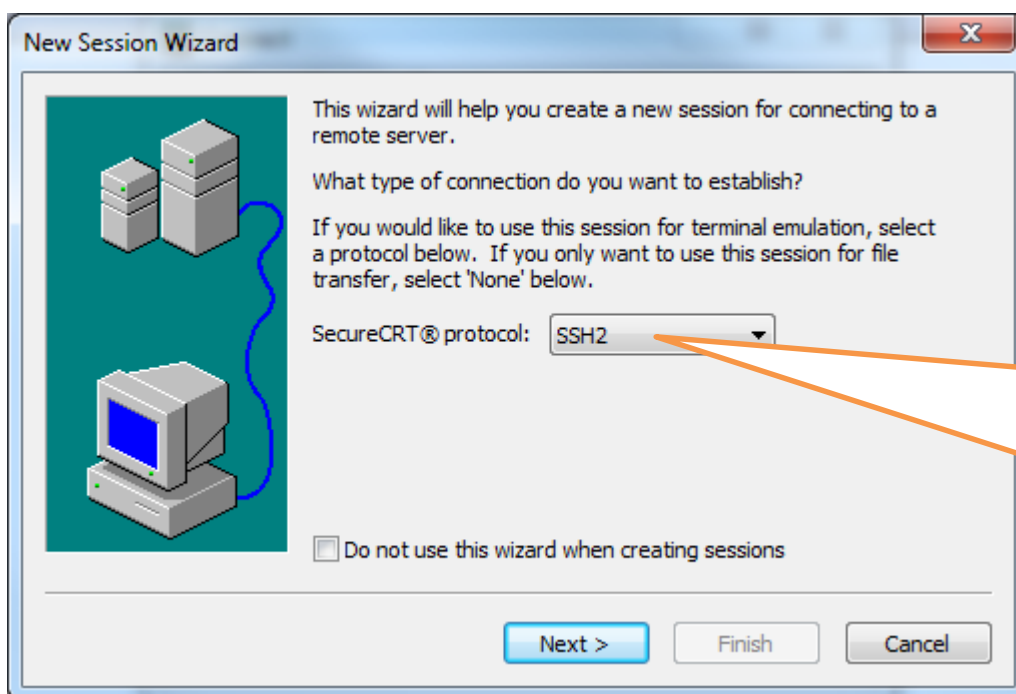 New Session Wizard
This wizard will help you create a new session for connecting to a
remote server.
What type of connection do you want to establish?
If you would like to use this session for terminal emulation, select
a protocol below.  If you only want to use this session for file
transfer, select 'None' below.
SecureCRT® protocol: SSH2
Do not use this wizard when creating sessions
Next > Finish Cancel